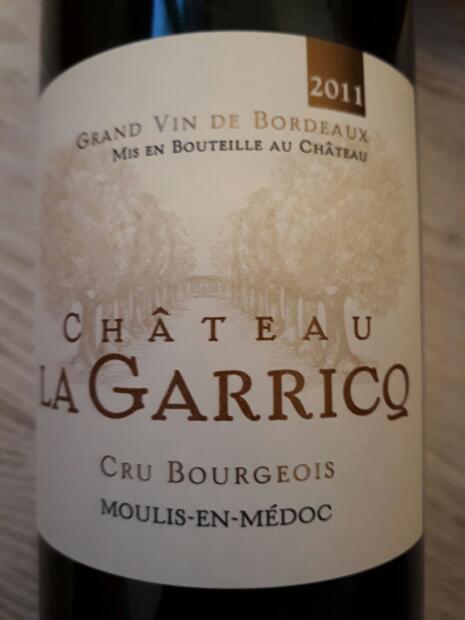 2011
GRAND VIN DE BORDEAUX
MIS EN BOUTEILLE AU CHÂTEAU
CHÂTEAU
LA GARRICQ
CRU BOURGEOIS
MOULIS-EN-MÉDOC